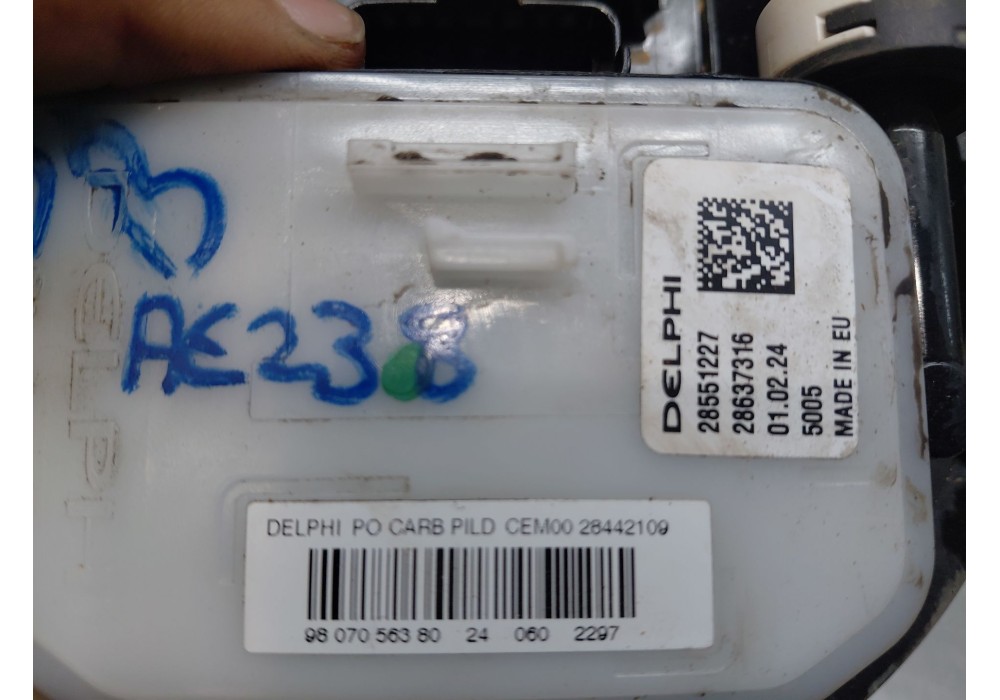 AE238
DELPHI
DELPHI
28551227
28637316
01.02.24
5005
MADE IN EU
DELPHI PO CARB PILD CEM00 28442109
98 070 563 80 24 060 2297